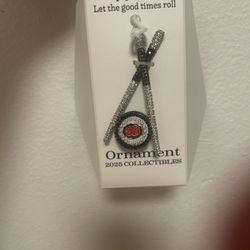 Let the good times roll
Ornament
2025 COLLECTIBLES